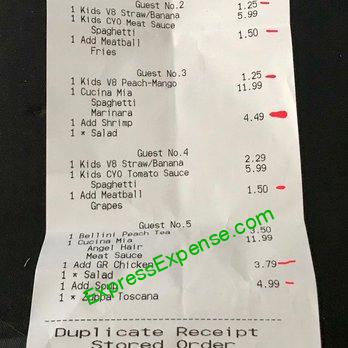 Guest No.2
1 Kids V8 Straw/Banana 1.25
1 Kids CYO Meat Sauce 5.99
Spaghetti
1 Add Meatball 1.50
Fries
Guest No.3
1 Kids V8 Peach-Mango 1.25
1 Cucina Mia 11.99
Spaghetti
Marinara
1 Add Shrimp 4.49
1 * Salad
Guest No.4
1 Kids V8 Straw/Banana 2.29
1 Kids CYO Tomato Sauce 5.99
Spaghetti
1 Add Meatball 1.50
Grapes
Guest No.5
1 Bellini Peach Tea 3.50
1 Cucina Mia 11.99
Angel Hair
Meat Sauce
1 Add GR Chicken 3.79
1 * Salad
1 Add Soup 4.99
1 * Zuppa Toscana
ExpressExpense.com
Duplicate Receipt
Stored Order